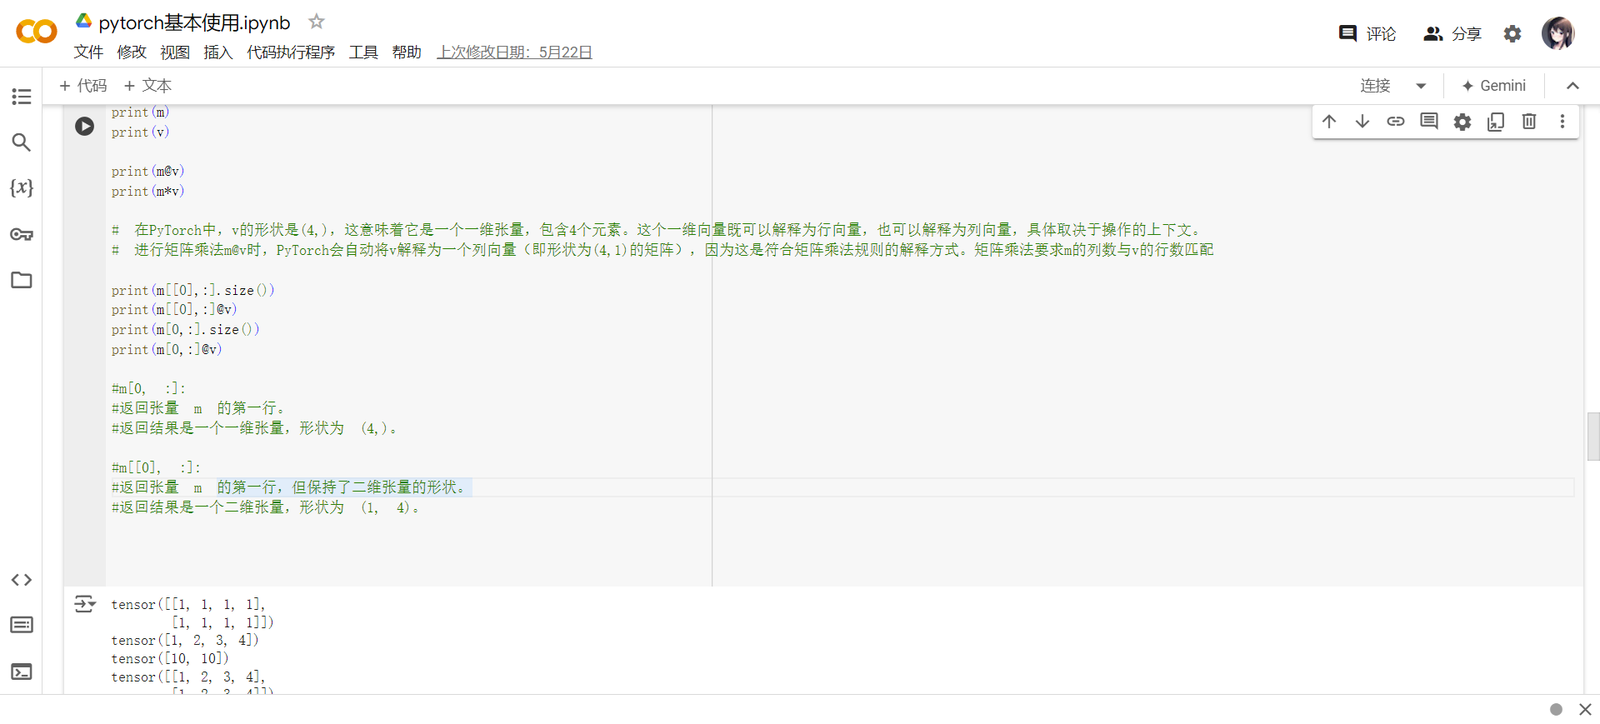 pytorch基本使用.ipynb
评论
分享
文件 修改 视图 插入 代码执行程序 工具 帮助 上次修改日期：5月22日
+ 代码 + 文本
连接
Gemini
print(m)
print(v)
print(m@v)
print(m*v)
# 在PyTorch中，v的形状是(4,)，这意味着它是一个一维张量，包含4个元素。这个一维向量既可以解释为行向量，也可以解释为列向量，具体取决于操作的上下文。
# 进行矩阵乘法m@v时，PyTorch会自动将v解释为一个列向量（即形状为(4,1)的矩阵），因为这是符合矩阵乘法规则的解释方式。矩阵乘法要求m的列数与v的行数匹配
print(m[[0],:].size())
print(m[[0],:]@v)
print(m[0,:].size())
print(m[0,:]@v)
#m[0, :]:
#返回张量 m 的第一行。
#返回结果是一个一维张量，形状为 (4,)。
#m[[0], :]:
#返回张量 m 的第一行，但保持了二维张量的形状。
#返回结果是一个二维张量，形状为 (1, 4)。
tensor([[1, 1, 1, 1],
[1, 1, 1, 1]])
tensor([1, 2, 3, 4])
tensor([10, 10])
tensor([[1, 2, 3, 4],
[1, 2, 3, 4]])